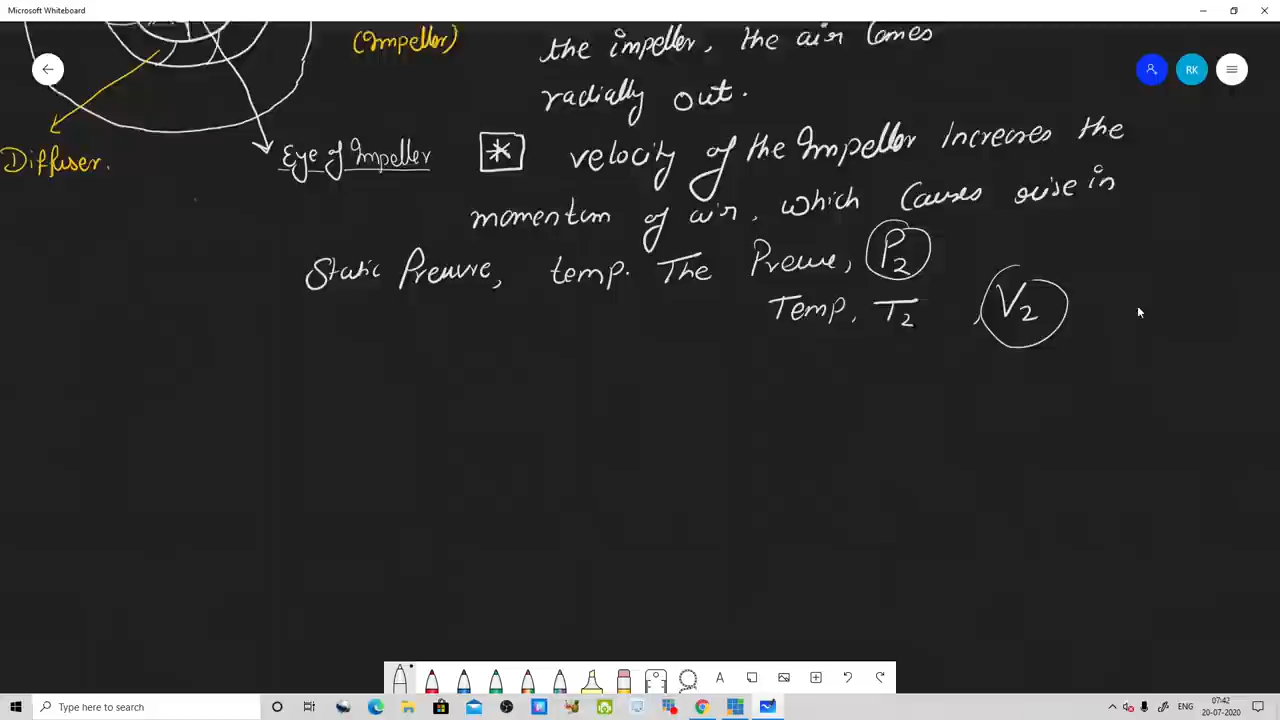 Microsoft Whiteboard
(Impeller)
the impeller, the air Comes
radially out.
RK
Diffuser.
Eye of Impeller
* velocity of the Impeller Increases the
momentum of air, which Causes rise in
Static Pressure, temp. The Pressure, P2
Temp, T2 , V2
Type here to search
ENG
07:42
20-07-2020